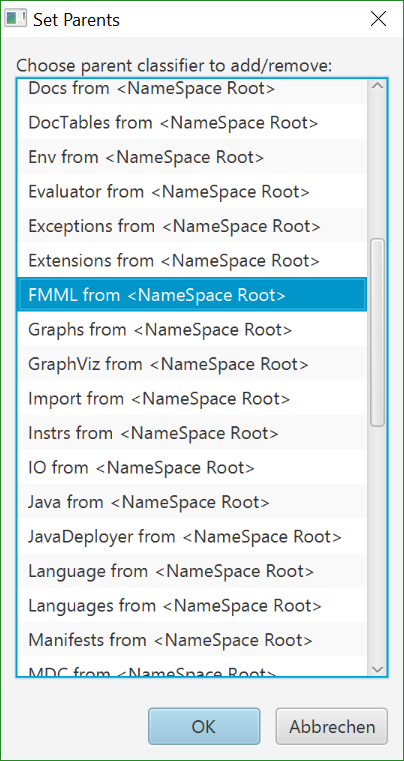 Set Parents
Choose parent classifier to add/remove:
Docs from <NameSpace Root>
DocTables from <NameSpace Root>
Env from <NameSpace Root>
Evaluator from <NameSpace Root>
Exceptions from <NameSpace Root>
Extensions from <NameSpace Root>
FMML from <NameSpace Root>
Graphs from <NameSpace Root>
GraphViz from <NameSpace Root>
Import from <NameSpace Root>
Instrs from <NameSpace Root>
IO from <NameSpace Root>
Java from <NameSpace Root>
JavaDeployer from <NameSpace Root>
Language from <NameSpace Root>
Languages from <NameSpace Root>
Manifests from <NameSpace Root>
MDC from <NameSpace Root>
OK Abbrechen